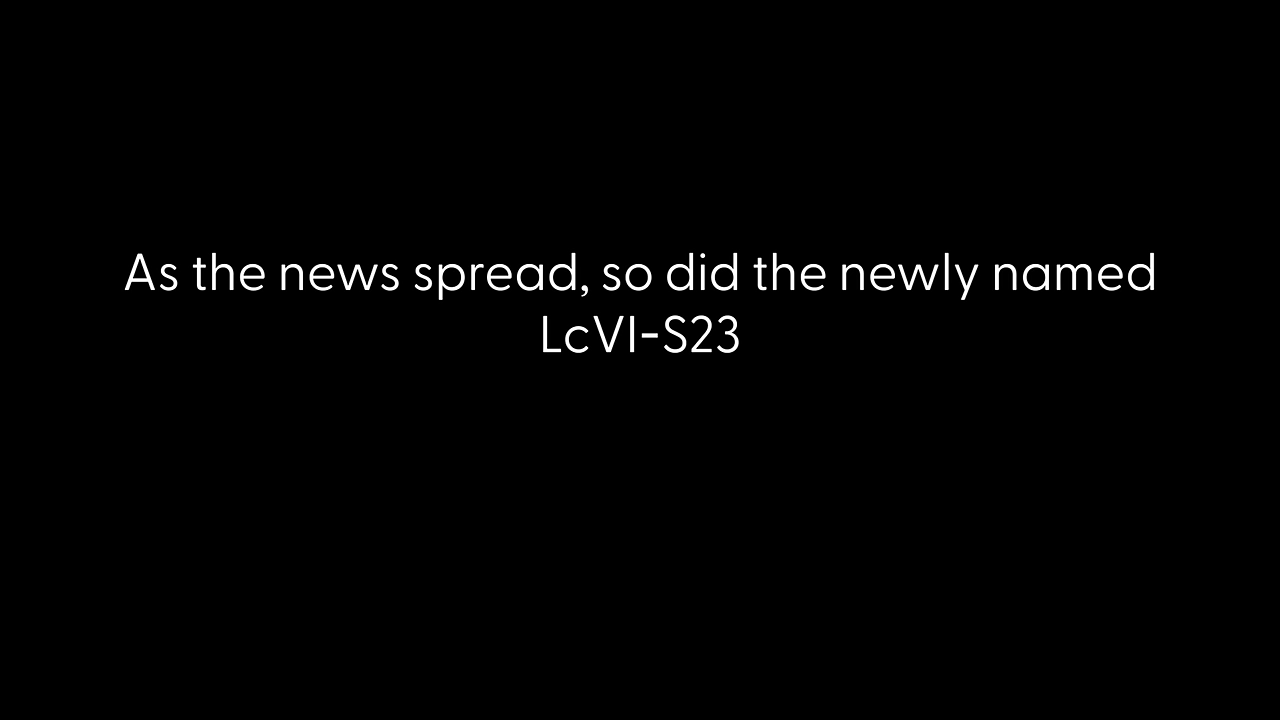 As the news spread, so did the newly named
LcVI-S23